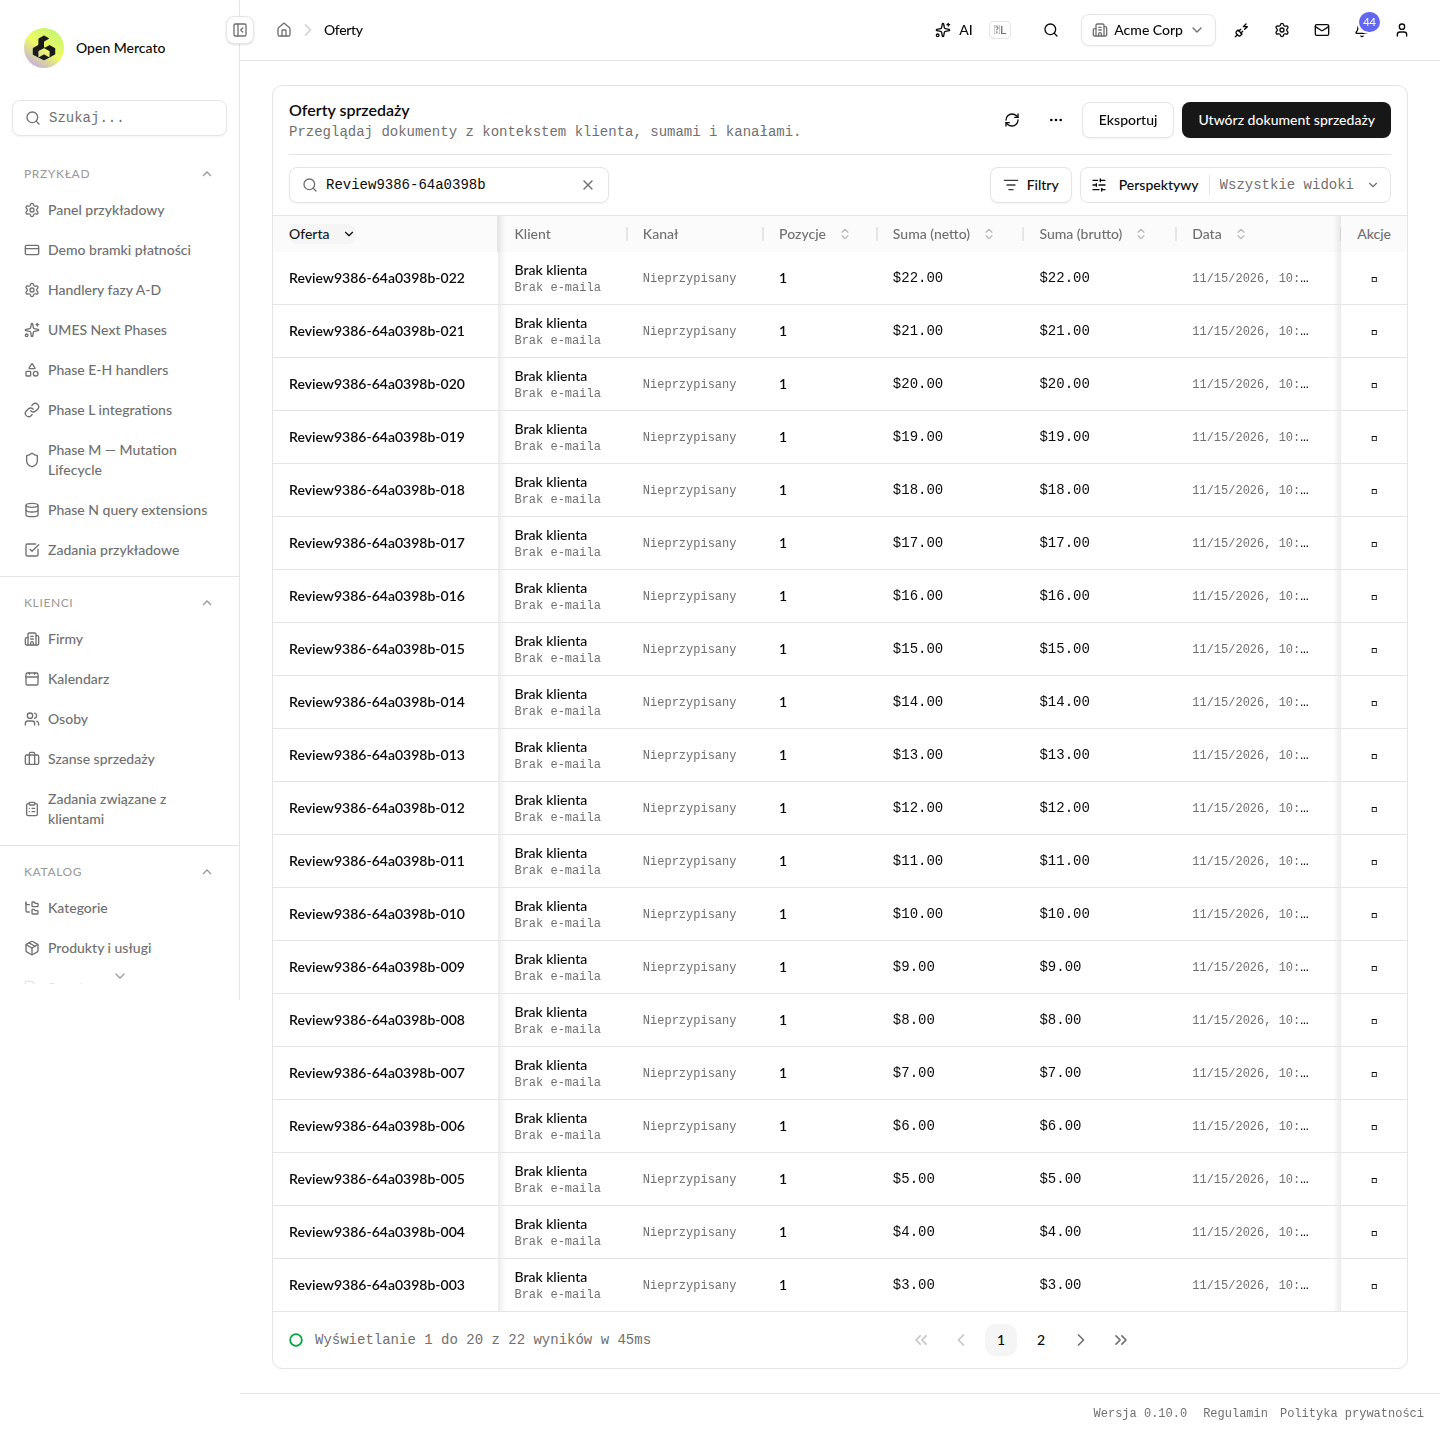 Open Mercato
Oferty
AI
L
Acme Corp
44
Szukaj...
PRZYKŁAD
Panel przykładowy
Demo bramki płatności
Handlery fazy A-D
UMES Next Phases
Phase E-H handlers
Phase L integrations
Phase M — Mutation
Lifecycle
Phase N query extensions
Zadania przykładowe
KLIENCI
Firmy
Kalendarz
Osoby
Szanse sprzedaży
Zadania związane z
klientami
KATALOG
Kategorie
Produkty i usługi
Oferty sprzedaży
Przeglądaj dokumenty z kontekstem klienta, sumami i kanałami.
Eksportuj
Utwórz dokument sprzedaży
Review9386-64a0398b
Filtry
Perspektywy
Wszystkie widoki
Oferta Klient Kanał Pozycje Suma (netto) Suma (brutto) Data Akcje
Review9386-64a0398b-022 Brak klienta Nieprzypisany 1 $22.00 $22.00 11/15/2026, 10:…
Brak e-maila
Review9386-64a0398b-021 Brak klienta Nieprzypisany 1 $21.00 $21.00 11/15/2026, 10:…
Brak e-maila
Review9386-64a0398b-020 Brak klienta Nieprzypisany 1 $20.00 $20.00 11/15/2026, 10:…
Brak e-maila
Review9386-64a0398b-019 Brak klienta Nieprzypisany 1 $19.00 $19.00 11/15/2026, 10:…
Brak e-maila
Review9386-64a0398b-018 Brak klienta Nieprzypisany 1 $18.00 $18.00 11/15/2026, 10:…
Brak e-maila
Review9386-64a0398b-017 Brak klienta Nieprzypisany 1 $17.00 $17.00 11/15/2026, 10:…
Brak e-maila
Review9386-64a0398b-016 Brak klienta Nieprzypisany 1 $16.00 $16.00 11/15/2026, 10:…
Brak e-maila
Review9386-64a0398b-015 Brak klienta Nieprzypisany 1 $15.00 $15.00 11/15/2026, 10:…
Brak e-maila
Review9386-64a0398b-014 Brak klienta Nieprzypisany 1 $14.00 $14.00 11/15/2026, 10:…
Brak e-maila
Review9386-64a0398b-013 Brak klienta Nieprzypisany 1 $13.00 $13.00 11/15/2026, 10:…
Brak e-maila
Review9386-64a0398b-012 Brak klienta Nieprzypisany 1 $12.00 $12.00 11/15/2026, 10:…
Brak e-maila
Review9386-64a0398b-011 Brak klienta Nieprzypisany 1 $11.00 $11.00 11/15/2026, 10:…
Brak e-maila
Review9386-64a0398b-010 Brak klienta Nieprzypisany 1 $10.00 $10.00 11/15/2026, 10:…
Brak e-maila
Review9386-64a0398b-009 Brak klienta Nieprzypisany 1 $9.00 $9.00 11/15/2026, 10:…
Brak e-maila
Review9386-64a0398b-008 Brak klienta Nieprzypisany 1 $8.00 $8.00 11/15/2026, 10:…
Brak e-maila
Review9386-64a0398b-007 Brak klienta Nieprzypisany 1 $7.00 $7.00 11/15/2026, 10:…
Brak e-maila
Review9386-64a0398b-006 Brak klienta Nieprzypisany 1 $6.00 $6.00 11/15/2026, 10:…
Brak e-maila
Review9386-64a0398b-005 Brak klienta Nieprzypisany 1 $5.00 $5.00 11/15/2026, 10:…
Brak e-maila
Review9386-64a0398b-004 Brak klienta Nieprzypisany 1 $4.00 $4.00 11/15/2026, 10:…
Brak e-maila
Review9386-64a0398b-003 Brak klienta Nieprzypisany 1 $3.00 $3.00 11/15/2026, 10:…
Brak e-maila
Wyświetlanie 1 do 20 z 22 wyników w 45ms
1 2
Wersja 0.10.0 Regulamin Polityka prywatności